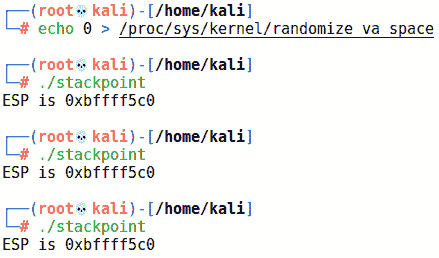 ┌──(root💀kali)-[/home/kali]
└─# echo 0 > /proc/sys/kernel/randomize_va_space
┌──(root💀kali)-[/home/kali]
└─# ./stackpoint
ESP is 0xbffff5c0
┌──(root💀kali)-[/home/kali]
└─# ./stackpoint
ESP is 0xbffff5c0
┌──(root💀kali)-[/home/kali]
└─# ./stackpoint
ESP is 0xbffff5c0